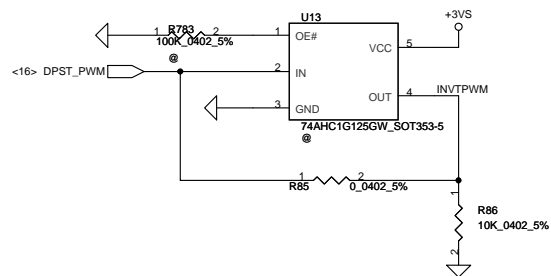 U13
+3VS
1 R783 2
100K_0402_5%
@
1 OE#
VCC 5
<16> DPST_PWM
2 IN
OUT 4 INVTPWM
3 GND
74AHC1G125GW_SOT353-5
@
1 2
R85 0_0402_5%
1
R86
10K_0402_5%
2